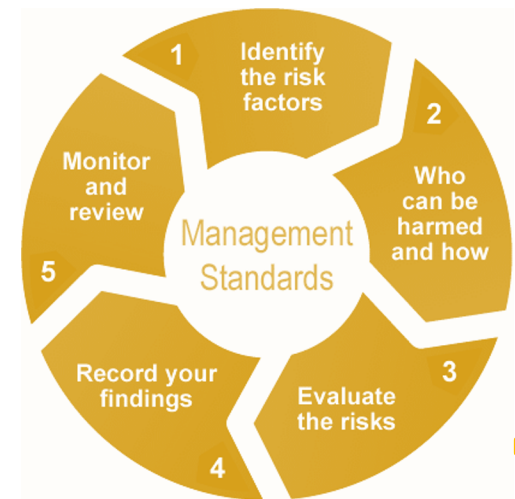 Management
Standards
1
Identify
the risk
factors
2
Who
can be
harmed
and how
3
Evaluate
the risks
4
Record your
findings
5
Monitor
and
review